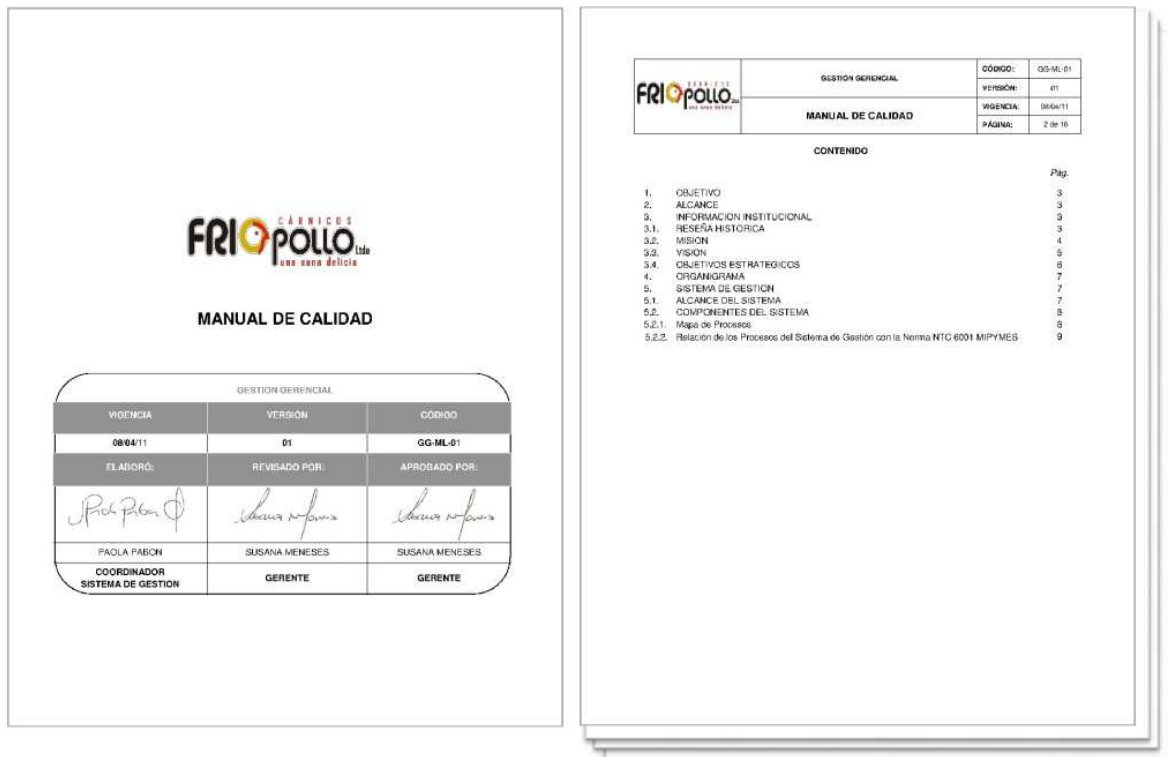 CÁRNICOS
FRIOPOLLO Ltda
una sana delicia
MANUAL DE CALIDAD
GESTION GERENCIAL
VIGENCIA VERSIÓN CÓDIGO
08/04/11 01 GG-ML-01
ELABORÓ: REVISADO POR: APROBADO POR:
PAOLA PABON SUSANA MENESES SUSANA MENESES
COORDINADOR
SISTEMA DE GESTION GERENTE GERENTE
CÁRNICOS
FRIOPOLLO Ltda
una sana delicia
GESTION GERENCIAL
MANUAL DE CALIDAD
CÓDIGO: GG-ML-01
VERSIÓN: 01
VIGENCIA: 08/04/11
PÁGINA: 2 de 16
CONTENIDO
Pág.
1. OBJETIVO 3
2. ALCANCE 3
3. INFORMACION INSTITUCIONAL 3
3.1. RESEÑA HISTORICA 3
3.2. MISION 4
3.3. VISION 5
3.4. OBJETIVOS ESTRATEGICOS 6
4. ORGANIGRAMA 7
5. SISTEMA DE GESTION 7
5.1. ALCANCE DEL SISTEMA 7
5.2. COMPONENTES DEL SISTEMA 8
5.2.1. Mapa de Procesos 8
5.2.2. Relación de los Procesos del Sistema de Gestión con la Norma NTC 6001 MIPYMES 9